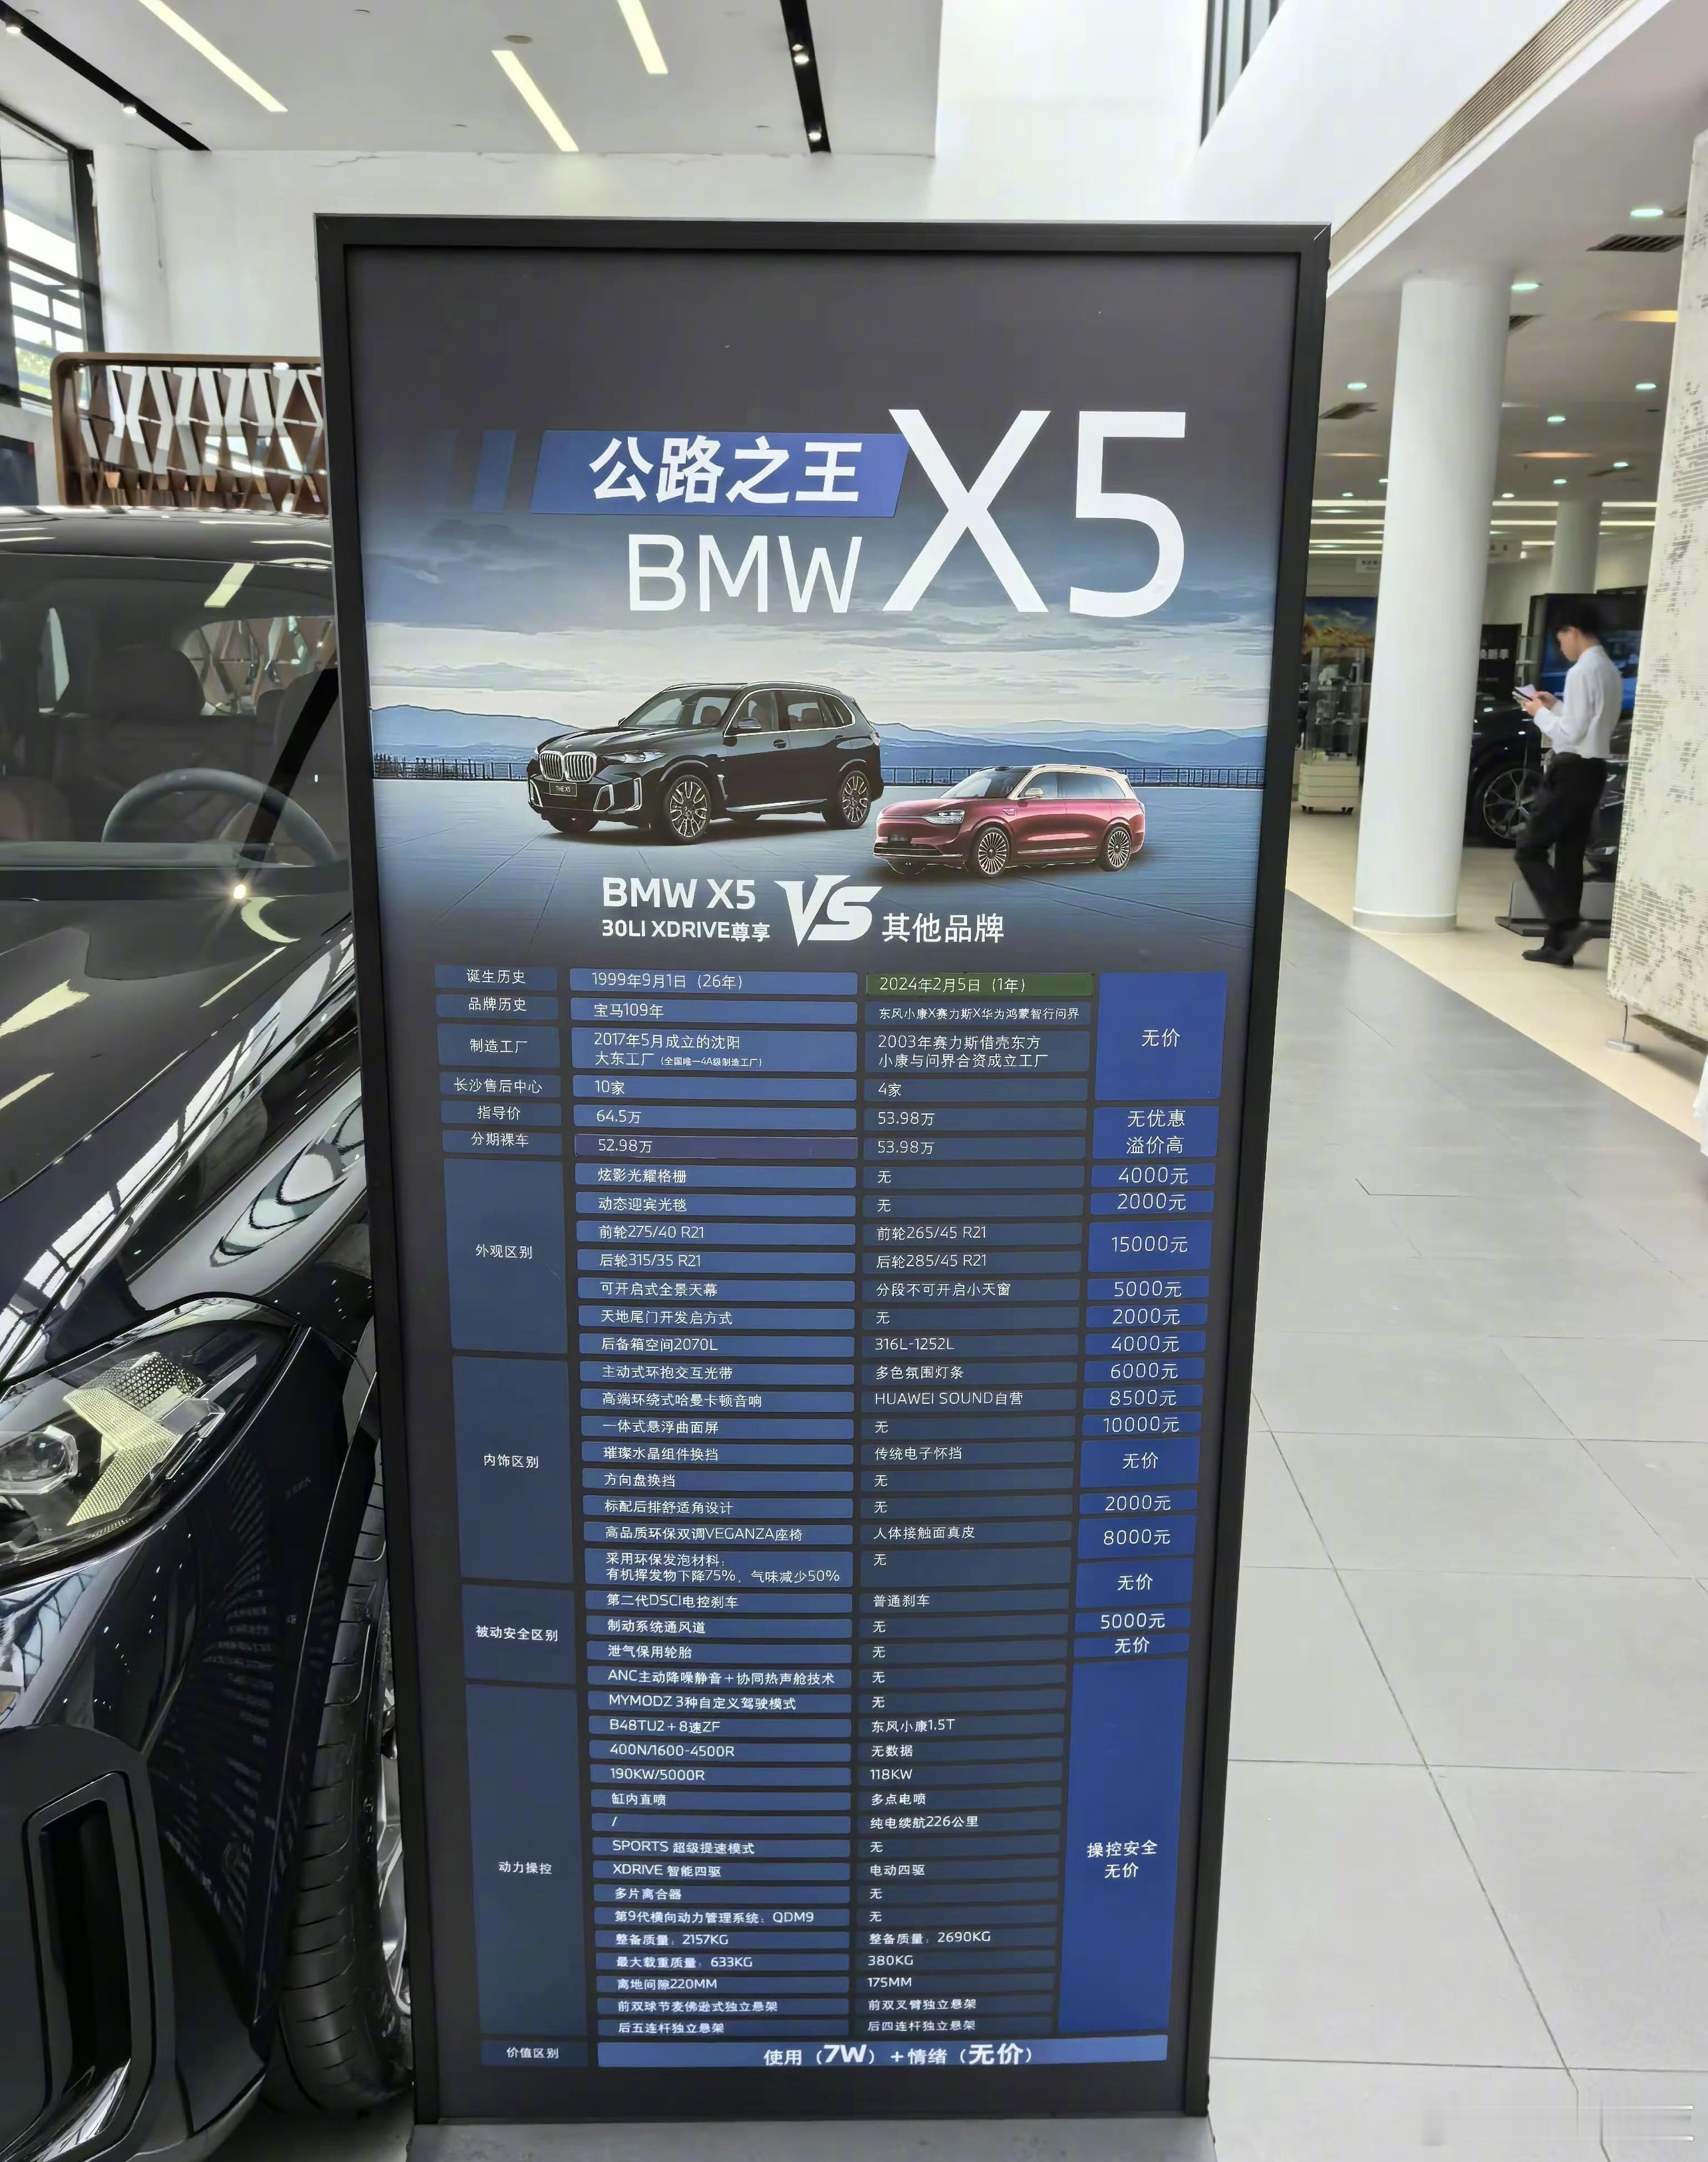 公路之王
BMW X5
THE X5
BMW X5
30LI XDRIVE尊享
VS
其他品牌
诞生历史 1999年9月1日（26年） 2024年2月5日（1年）
品牌历史 宝马109年 东风小康X赛力斯X华为鸿蒙智行问界
无价
制造工厂 2017年5月成立的沈阳 2003年赛力斯借壳东方
大东工厂（全国唯一4A级制造工厂） 小康与问界合资成立工厂
长沙售后中心 10家 4家
指导价 64.5万 53.98万 无优惠
分期裸车 52.98万 53.98万 溢价高
外观区别
炫影光耀格栅 无 4000元
动态迎宾光毯 无 2000元
前轮275/40 R21 前轮265/45 R21
15000元
后轮315/35 R21 后轮285/45 R21
可开启式全景天幕 分段不可开启小天窗 5000元
天地尾门开发启方式 无 2000元
后备箱空间2070L 316L-1252L 4000元
内饰区别
主动式环抱交互光带 多色氛围灯条 6000元
高端环绕式哈曼卡顿音响 HUAWEI SOUND自营 8500元
一体式悬浮曲面屏 无 10000元
璀璨水晶组件换挡 传统电子怀挡
无价
方向盘换挡 无
标配后排舒适角设计 无 2000元
高品质环保双调VEGANZA座椅 人体接触面真皮 8000元
采用环保发泡材料： 无
有机挥发物下降75%，气味减少50%
无价
被动安全区别
第二代DSCI电控刹车 普通刹车
制动系统通风道 无 5000元
泄气保用轮胎 无 无价
ANC主动降噪静音＋协同热声舱技术 无
动力操控
MYMODZ 3种自定义驾驶模式 无
B48TU2＋8速ZF 东风小康1.5T
400N/1600-4500R 无数据
190KW/5000R 118KW
缸内直喷 多点电喷
/ 纯电续航226公里
SPORTS 超级提速模式 无
操控安全
无价
XDRIVE 智能四驱 电动四驱
多片离合器 无
第9代横向动力管理系统：QDM9 无
整备质量：2157KG 整备质量：2690KG
最大载重质量：633KG 380KG
离地间隙220MM 175MM
前双球节麦佛逊式独立悬架 前双叉臂独立悬架
后五连杆独立悬架 后四连杆独立悬架
价值区别 使用（7W）＋情绪（无价）